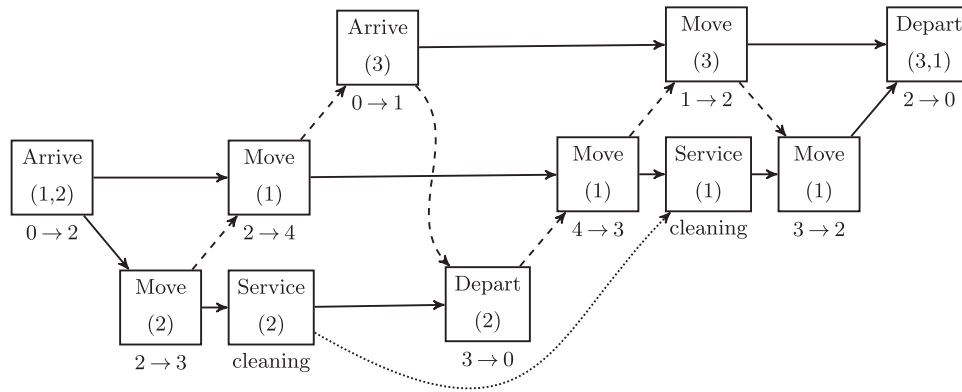 Arrive
(3)
0 → 1
Move
(3)
1 → 2
Depart
(3,1)
2 → 0
Arrive
(1,2)
0 → 2
Move
(1)
2 → 4
Move
(1)
4 → 3
Service
(1)
cleaning
Move
(1)
3 → 2
Move
(2)
2 → 3
Service
(2)
cleaning
Depart
(2)
3 → 0